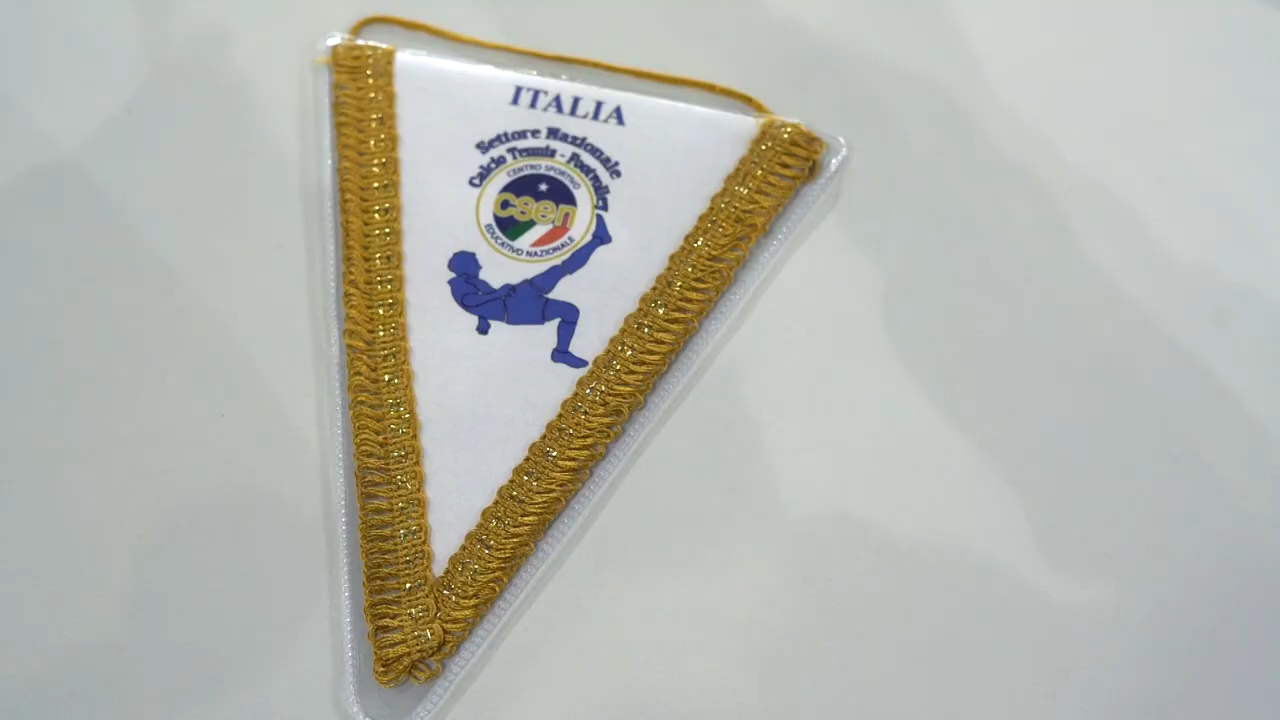 ITALIA
Settore Nazionale
Calcio Tennis - Footvolley
CENTRO SPORTIVO
csen
EDUCATIVO NAZIONALE